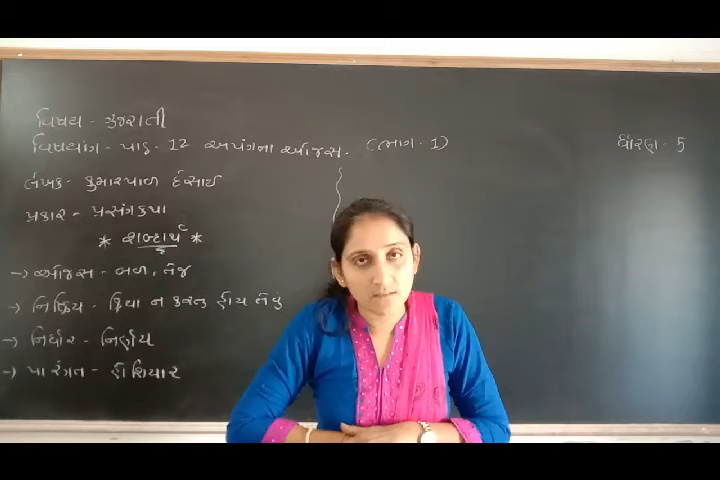 વિષય - ગુજરાતી
વિષયાંગ - પાઠ - 12 અપંગના ઓજસ. (ભાગ - 1)
ધોરણ - 5
લેખક - કુમારપાળ દેસાઈ
પ્રકાર - પ્રસંગકથા
* શબ્દાર્થ *
→ ઓજસ - બળ, તેજ
→ નિષ્ક્રિય - ક્રિયા ન કરતું હોય તેવું
→ નિર્ધાર - નિર્ણય
→ પારંગત - હોંશિયાર